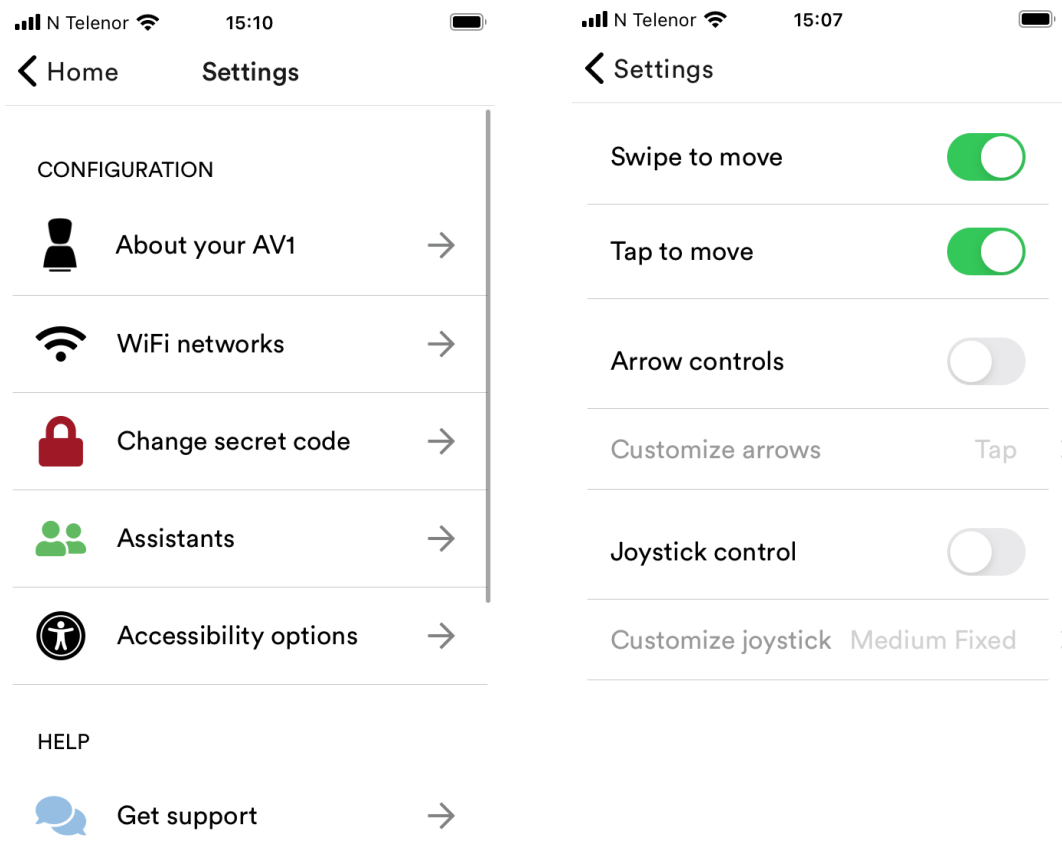 N Telenor 15:10
Home Settings
CONFIGURATION
About your AV1
WiFi networks
Change secret code
Assistants
Accessibility options
HELP
Get support
N Telenor 15:07
Settings
Swipe to move
Tap to move
Arrow controls
Customize arrows Tap
Joystick control
Customize joystick Medium Fixed